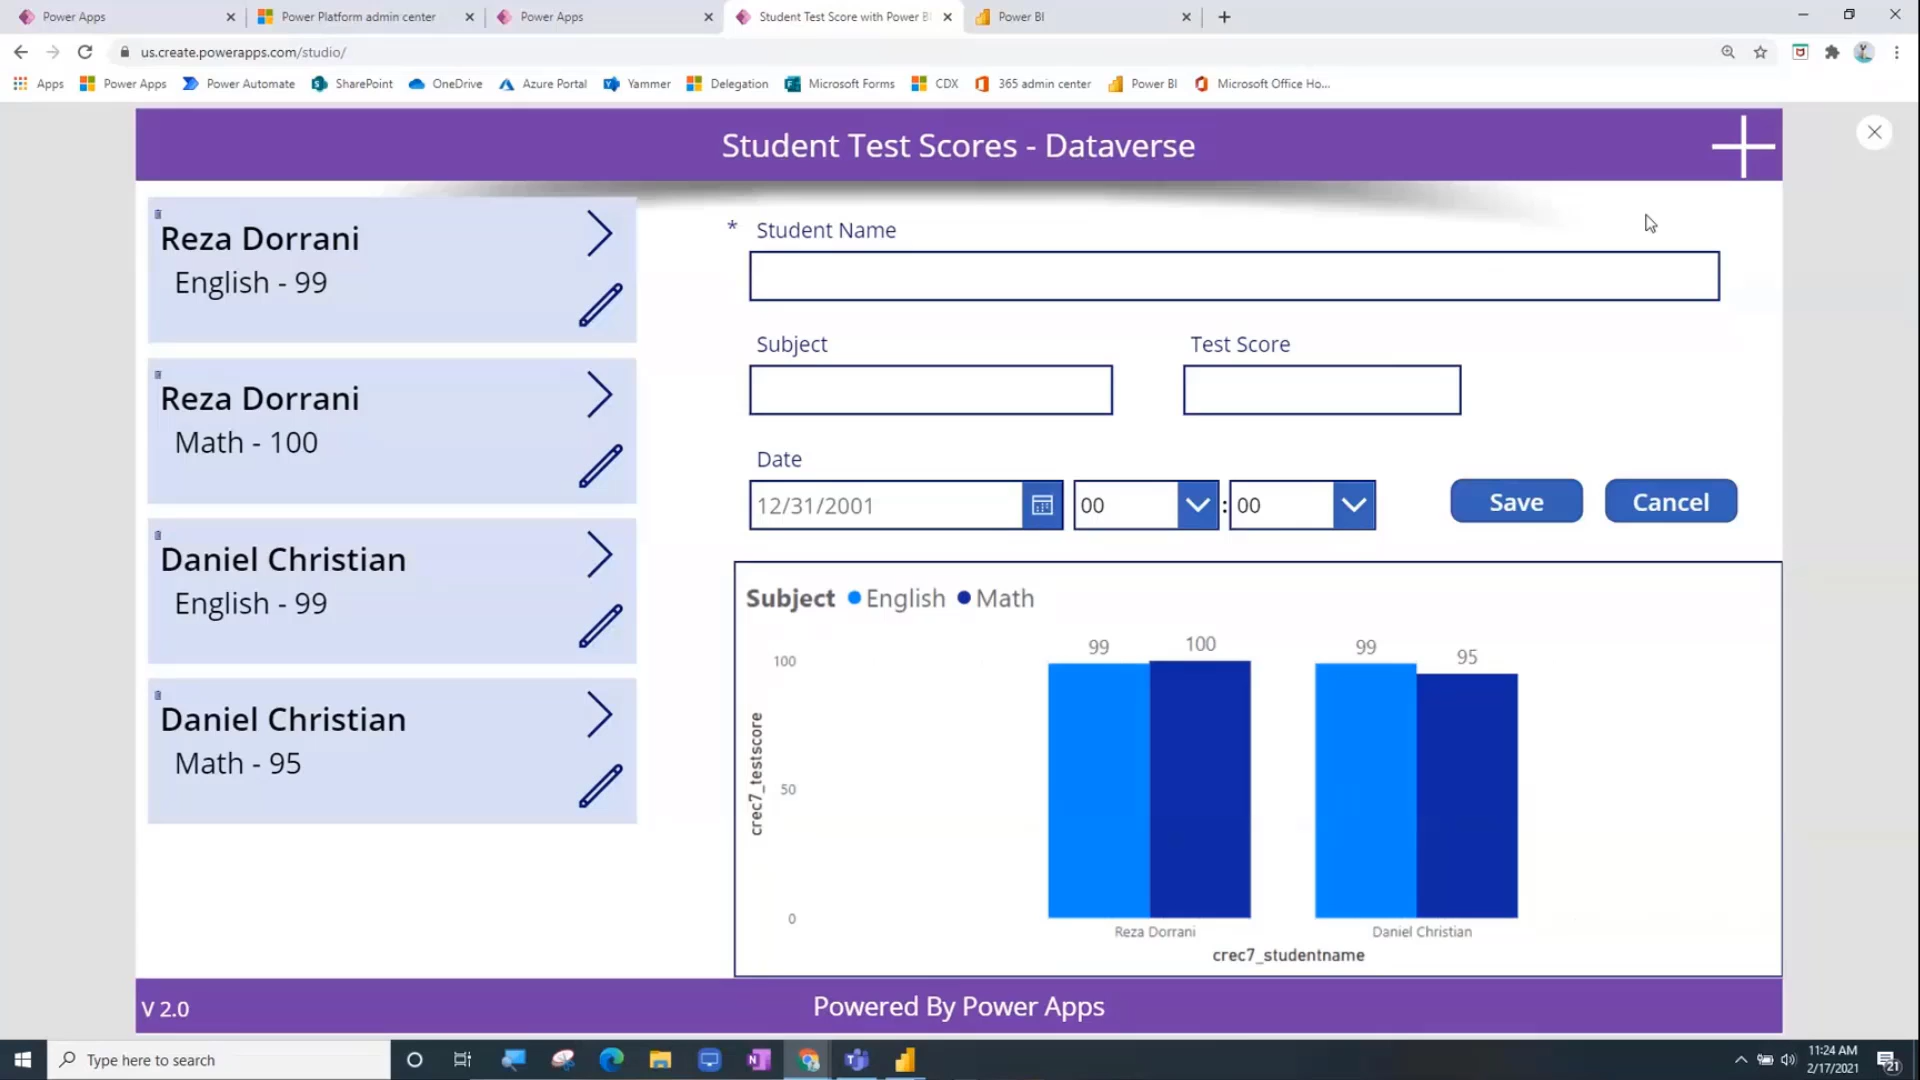 Power Apps
Power Platform admin center
Power Apps
Student Test Score with Power B
Power BI
us.create.powerapps.com/studio/
Apps
Power Apps
Power Automate
SharePoint
OneDrive
Azure Portal
Yammer
Delegation
Microsoft Forms
CDX
365 admin center
Power BI
Microsoft Office Ho...
Student Test Scores - Dataverse
Reza Dorrani
English - 99
Reza Dorrani
Math - 100
Daniel Christian
English - 99
Daniel Christian
Math - 95
* Student Name
Subject
Test Score
Date
12/31/2001
00
:
00
Save
Cancel
Subject English Math
100
50
0
crec7_testscore
99
100
99
95
Reza Dorrani
Daniel Christian
crec7_studentname
V 2.0
Powered By Power Apps
Type here to search
11:24 AM
2/17/2021
21